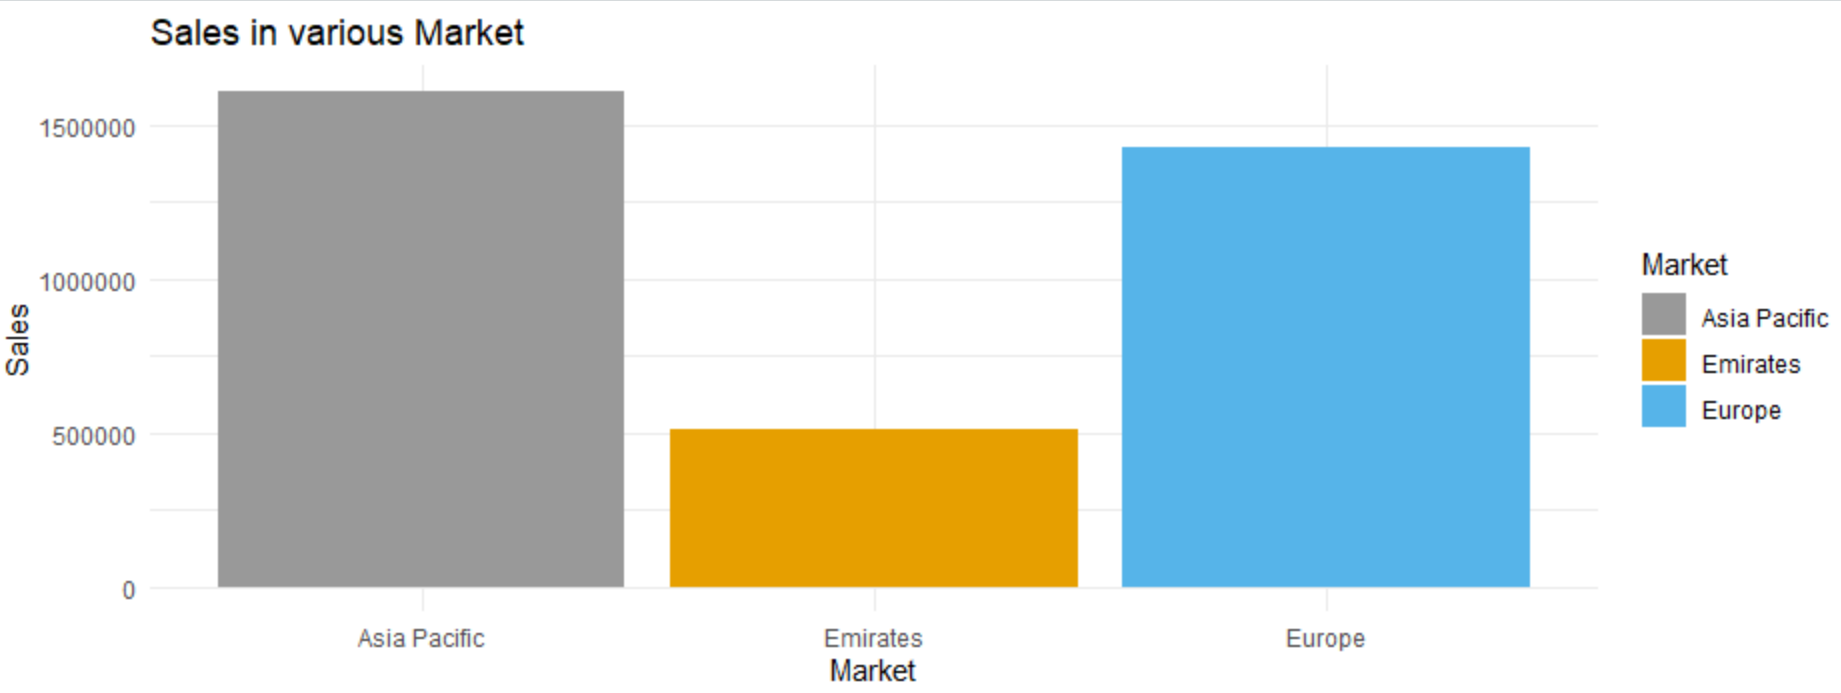 Sales in various Market
1500000
1000000
500000
0
Sales
Asia Pacific
Emirates
Europe
Market
Market
Asia Pacific
Emirates
Europe